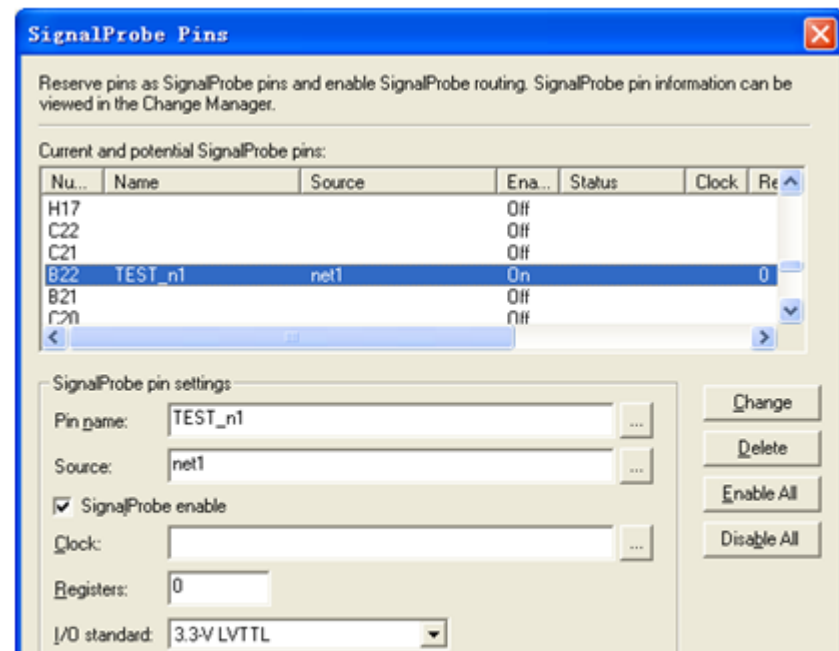 SignalProbe Pins
Reserve pins as SignalProbe pins and enable SignalProbe routing. SignalProbe pin information can be
viewed in the Change Manager.
Current and potential SignalProbe pins:
Nu... Name Source Ena... Status Clock Re
H17 Off
C22 Off
C21 Off
B22 TEST_n1 net1 On 0
B21 Off
C20 Off
SignalProbe pin settings
Pin name: TEST_n1 ...
Source: net1 ...
SignalProbe enable
Clock: ...
Registers: 0
I/O standard: 3.3-V LVTTL
Change
Delete
Enable All
Disable All